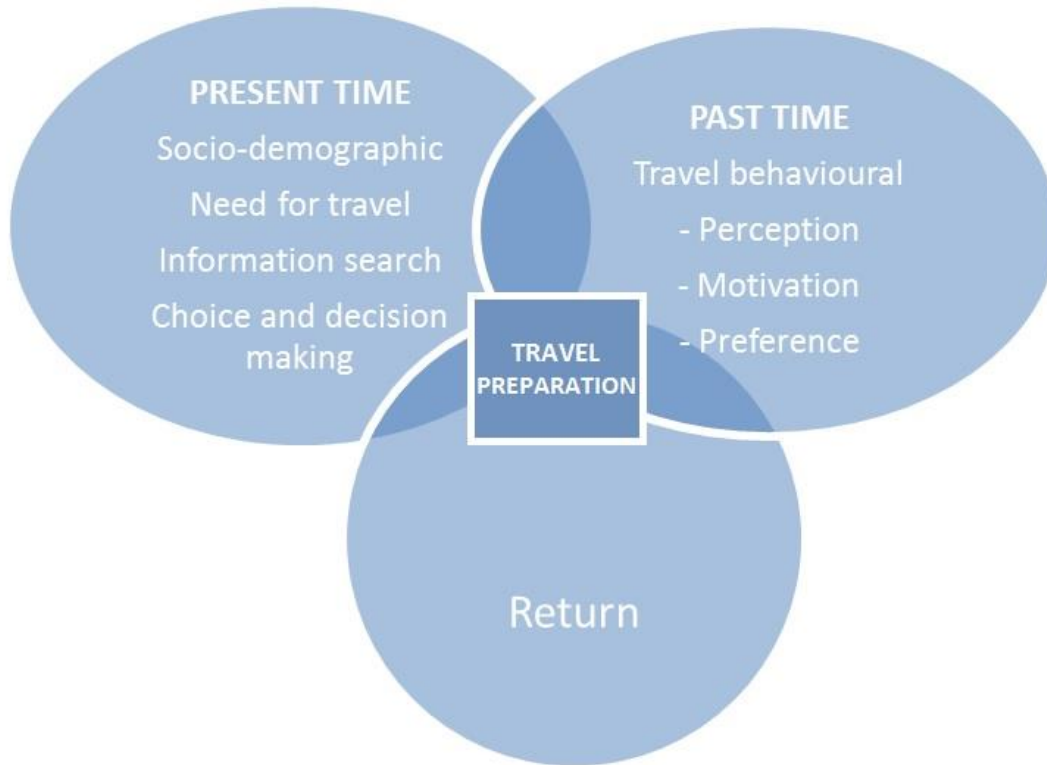 PRESENT TIME
Socio-demographic
Need for travel
Information search
Choice and decision
making
PAST TIME
Travel behavioural
- Perception
- Motivation
- Preference
TRAVEL
PREPARATION
Return